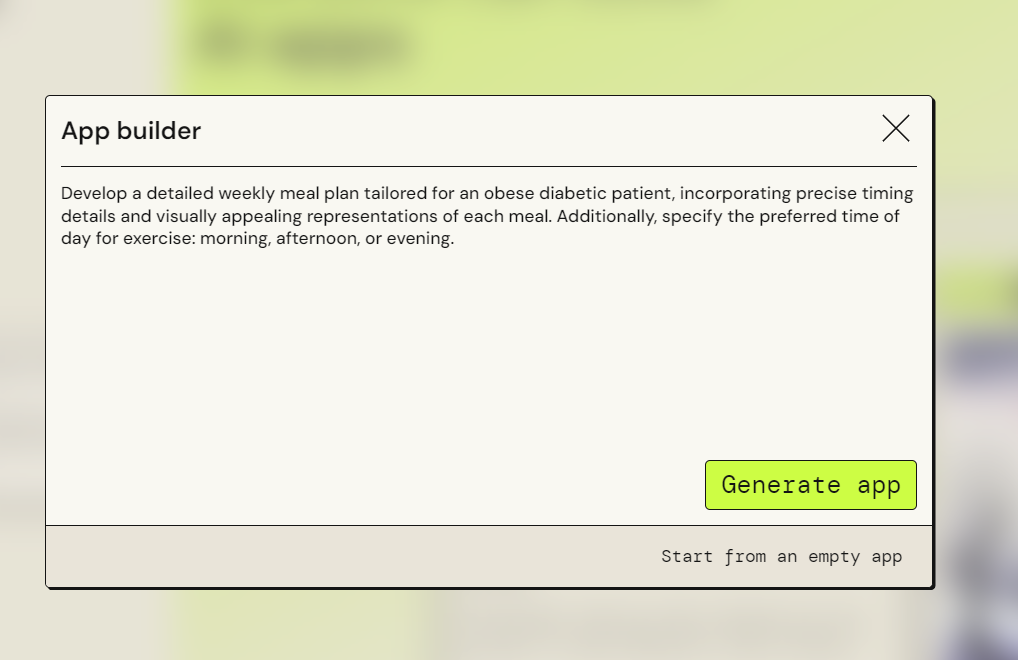 App builder
Develop a detailed weekly meal plan tailored for an obese diabetic patient, incorporating precise timing
details and visually appealing representations of each meal. Additionally, specify the preferred time of
day for exercise: morning, afternoon, or evening.
Generate app
Start from an empty app